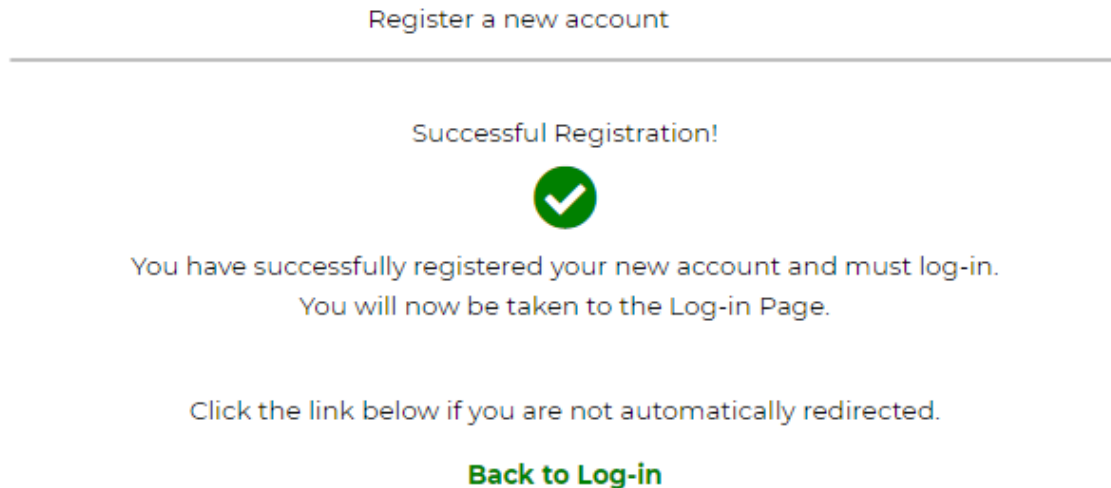 Register a new account
Successful Registration!
You have successfully registered your new account and must log-in.
You will now be taken to the Log-in Page.
Click the link below if you are not automatically redirected.
Back to Log-in